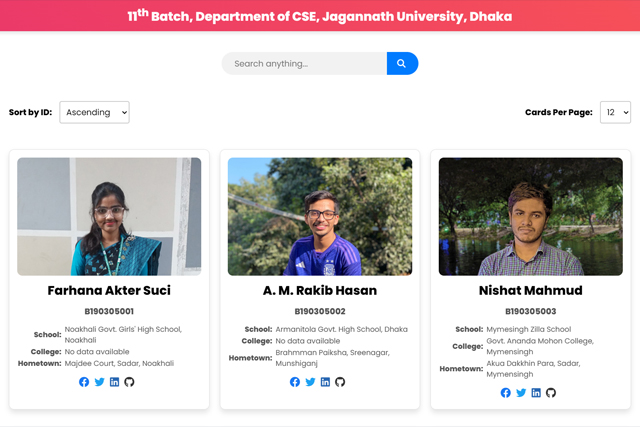 11th Batch, Department of CSE, Jagannath University, Dhaka
Search anything...
Sort by ID: Ascending
Cards Per Page: 12
Farhana Akter Suci
B190305001
School: Noakhali Govt. Girls' High School,
Noakhali
College: No data available
Hometown: Majdee Court, Sadar, Noakhali
A. M. Rakib Hasan
B190305002
School: Armanitola Govt. High School, Dhaka
College: No data available
Hometown: Brahmman Paiksha, Sreenagar,
Munshiganj
Nishat Mahmud
B190305003
School: Mymesingh Zilla School
College: Govt. Ananda Mohon College,
Mymensingh
Hometown: Akua Dakkhin Para, Sadar,
Mymensingh